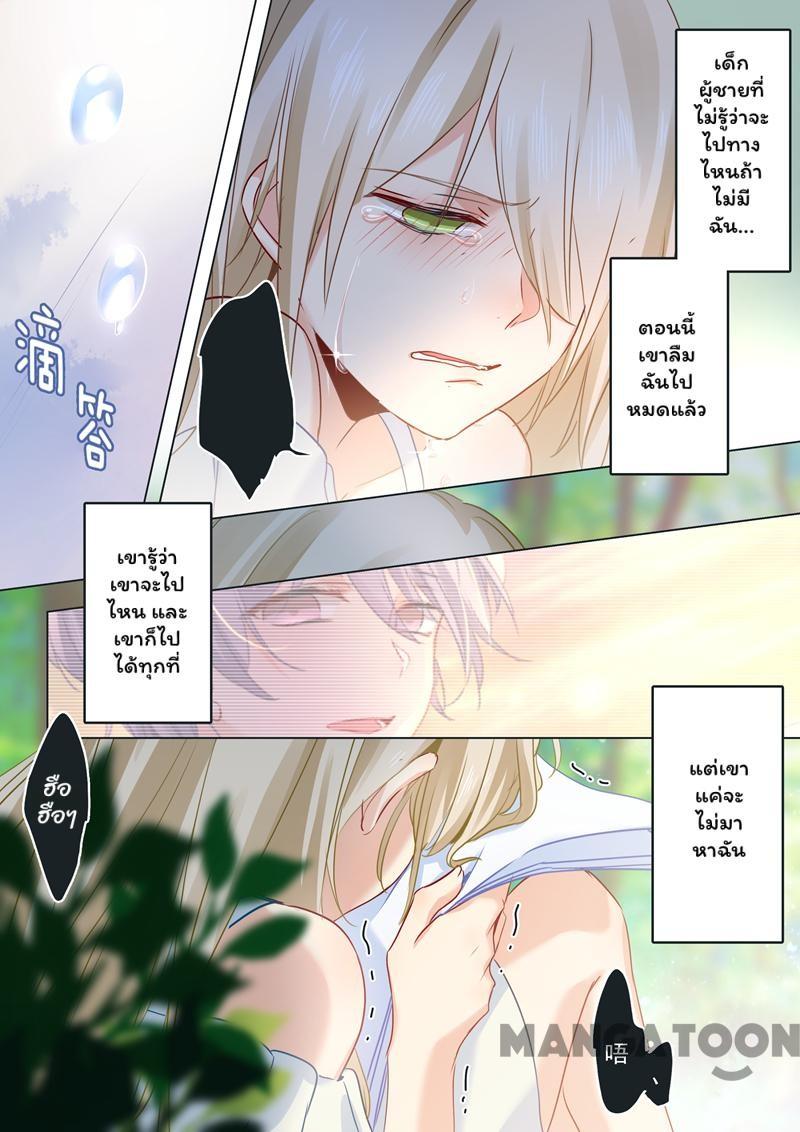 เด็ก
ผู้ชายที่
ไม่รู้ว่าจะ
ไปทาง
ไหนถ้า
ไม่มี
ฉัน...
ตอนนี้
เขาลืม
ฉันไป
หมดแล้ว
滴答
เขารู้ว่า
เขาจะไป
ไหน และ
เขาก็ไป
ได้ทุกที่
แต่เขา
แค่จะ
ไม่มา
หาฉัน
ฮือ
ฮือๆ
唔
MANGATOON